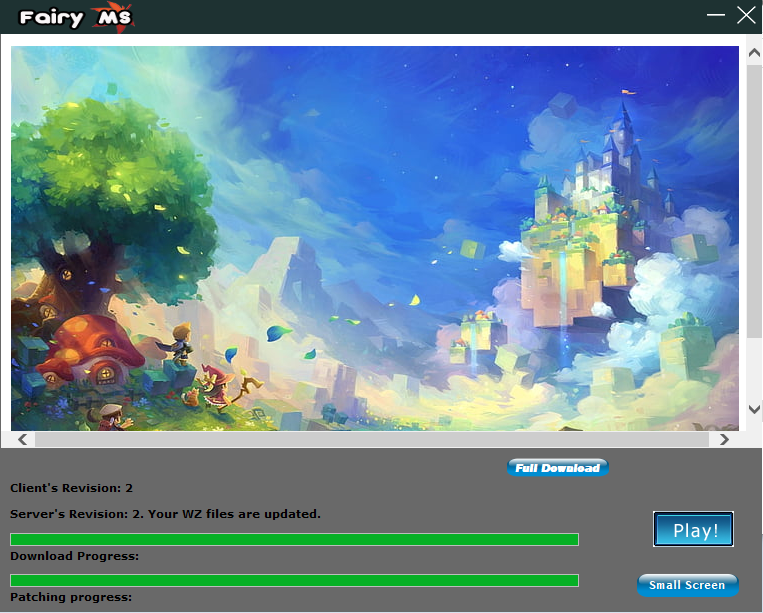 Fairy MS
Full Download
Client's Revision: 2
Server's Revision: 2. Your WZ files are updated.
Play!
Download Progress:
Small Screen
Patching progress: